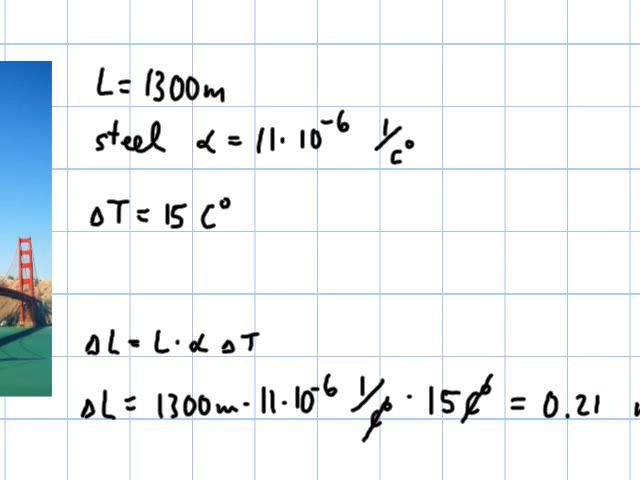 L = 1300m
steel α = 11·10⁻⁶ 1/C°
ΔT = 15 C°
ΔL = L·α ΔT
ΔL = 1300m·11·10⁻⁶ 1/C° · 15 C° = 0.21